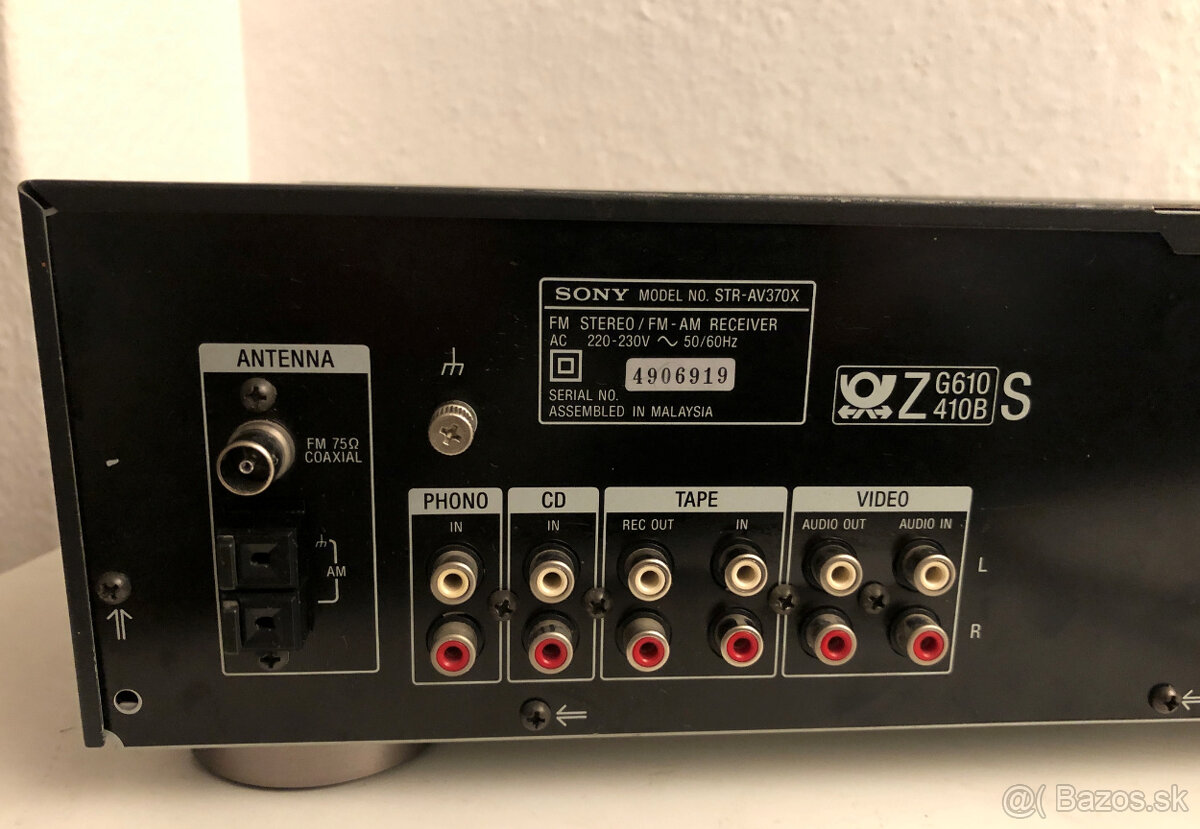 SONY MODEL NO. STR-AV370X
FM STEREO / FM-AM RECEIVER
AC 220-230V ~ 50/60Hz
4906919
SERIAL NO.
ASSEMBLED IN MALAYSIA
Z G610 S
410B
ANTENNA
FM 75Ω
COAXIAL
AM
PHONO CD TAPE VIDEO
IN IN REC OUT IN AUDIO OUT AUDIO IN
L
R
@( Bazos.sk